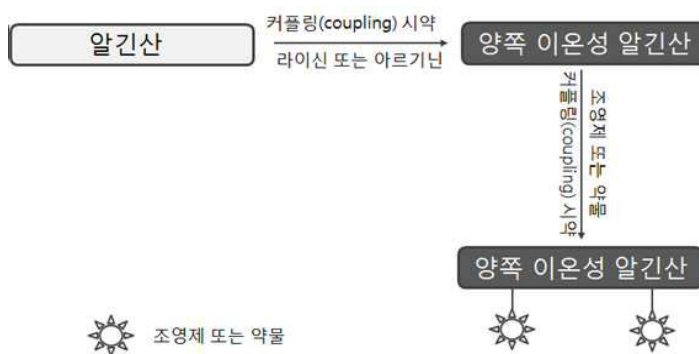 알긴산
커플링(coupling) 시약
라이신 또는 아르기닌
양쪽 이온성 알긴산
조영제 또는 약물
커플링(coupling) 시약
양쪽 이온성 알긴산
조영제 또는 약물